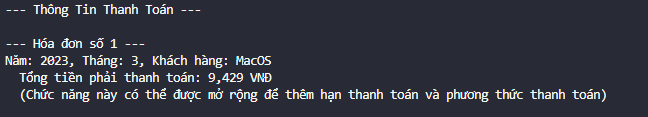 --- Thông Tin Thanh Toán ---
--- Hóa đơn số 1 ---
Năm: 2023, Tháng: 3, Khách hàng: MacOS
Tổng tiền phải thanh toán: 9,429 VNĐ
(Chức năng này có thể được mở rộng để thêm hạn thanh toán và phương thức thanh toán)